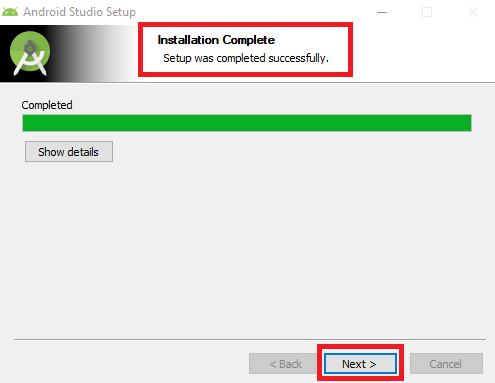 Android Studio Setup
Installation Complete
Setup was completed successfully.
Completed
Show details
< Back
Next >
Cancel